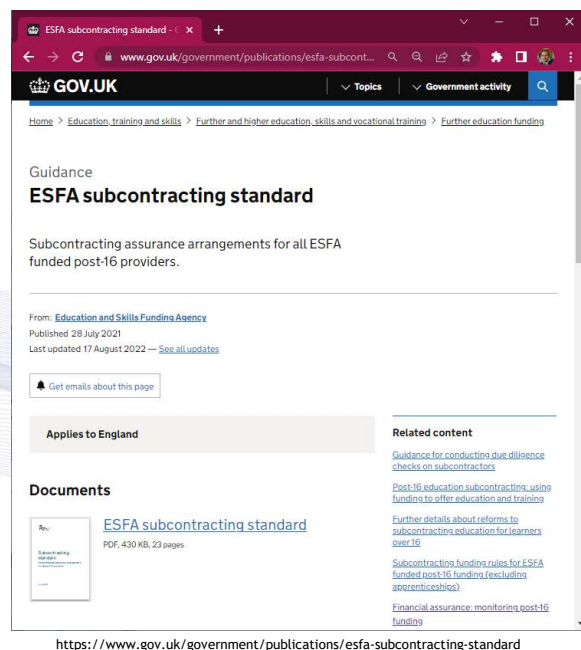 ESFA subcontracting standard - G
www.gov.uk/government/publications/esfa-subcont...
GOV.UK
Topics
Government activity
Home > Education, training and skills > Further and higher education, skills and vocational training > Further education funding
Guidance
ESFA subcontracting standard
Subcontracting assurance arrangements for all ESFA
funded post-16 providers.
From: Education and Skills Funding Agency
Published 28 July 2021
Last updated 17 August 2022 — See all updates
Get emails about this page
Applies to England
Documents
ESFA subcontracting standard
PDF, 430 KB, 23 pages
Related content
Guidance for conducting due diligence
checks on subcontractors
Post-16 education subcontracting: using
funding to offer education and training
Further details about reforms to
subcontracting education for learners
over 16
Subcontracting funding rules for ESFA
funded post-16 funding (excluding
apprenticeships)
Financial assurance: monitoring post-16
funding
https://www.gov.uk/government/publications/esfa-subcontracting-standard